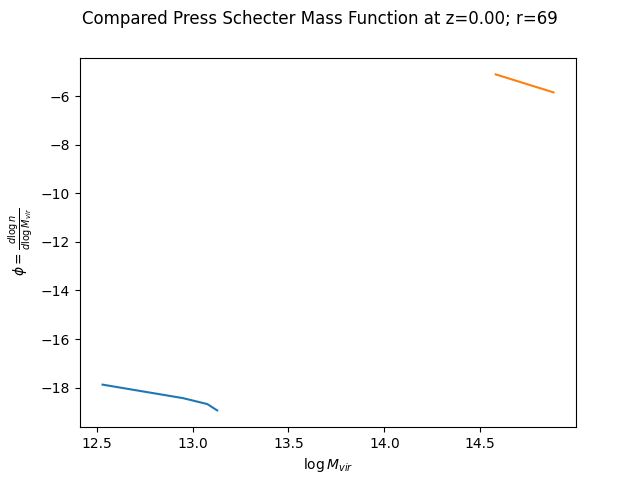 Compared Press Schecter Mass Function at z=0.00; r=69
−6
−8
−10
−12
−14
−16
−18
ϕ = d log n / d log M_vir
12.5 13.0 13.5 14.0 14.5
log M_vir